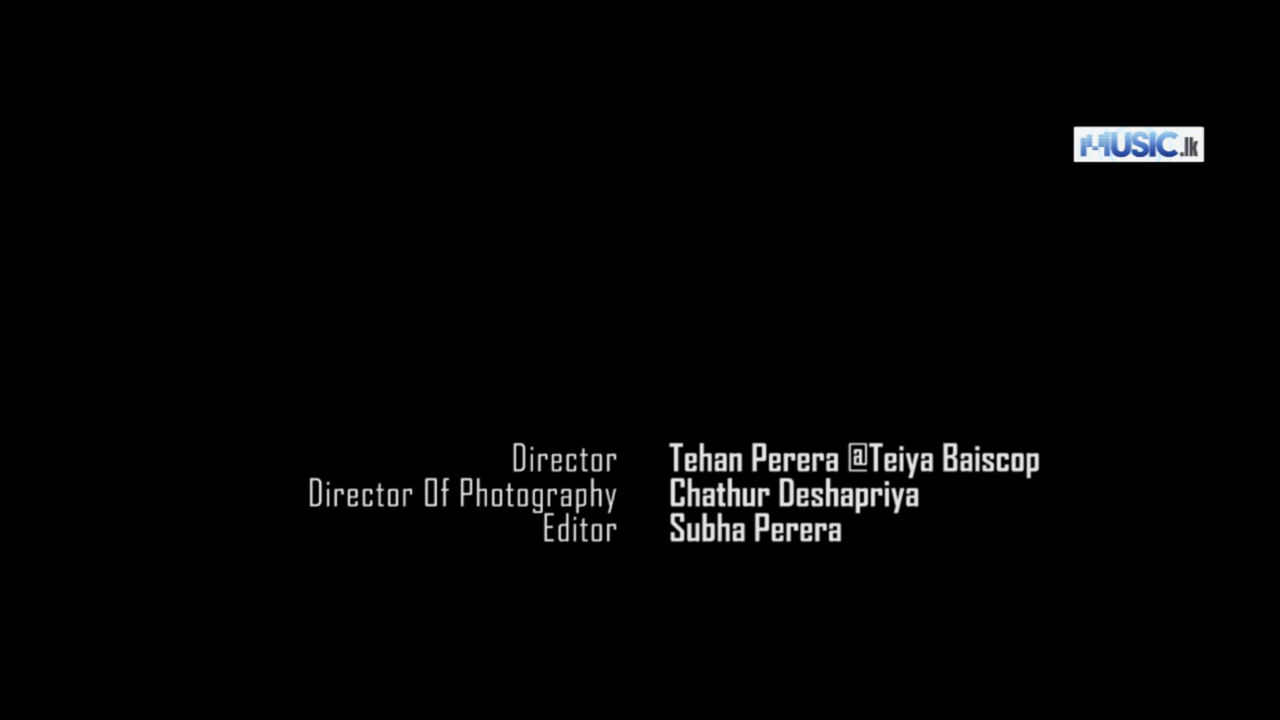 MUSIC.lk
Director Tehan Perera @Teiya Baiscop
Director Of Photography Chathur Deshapriya
Editor Subha Perera